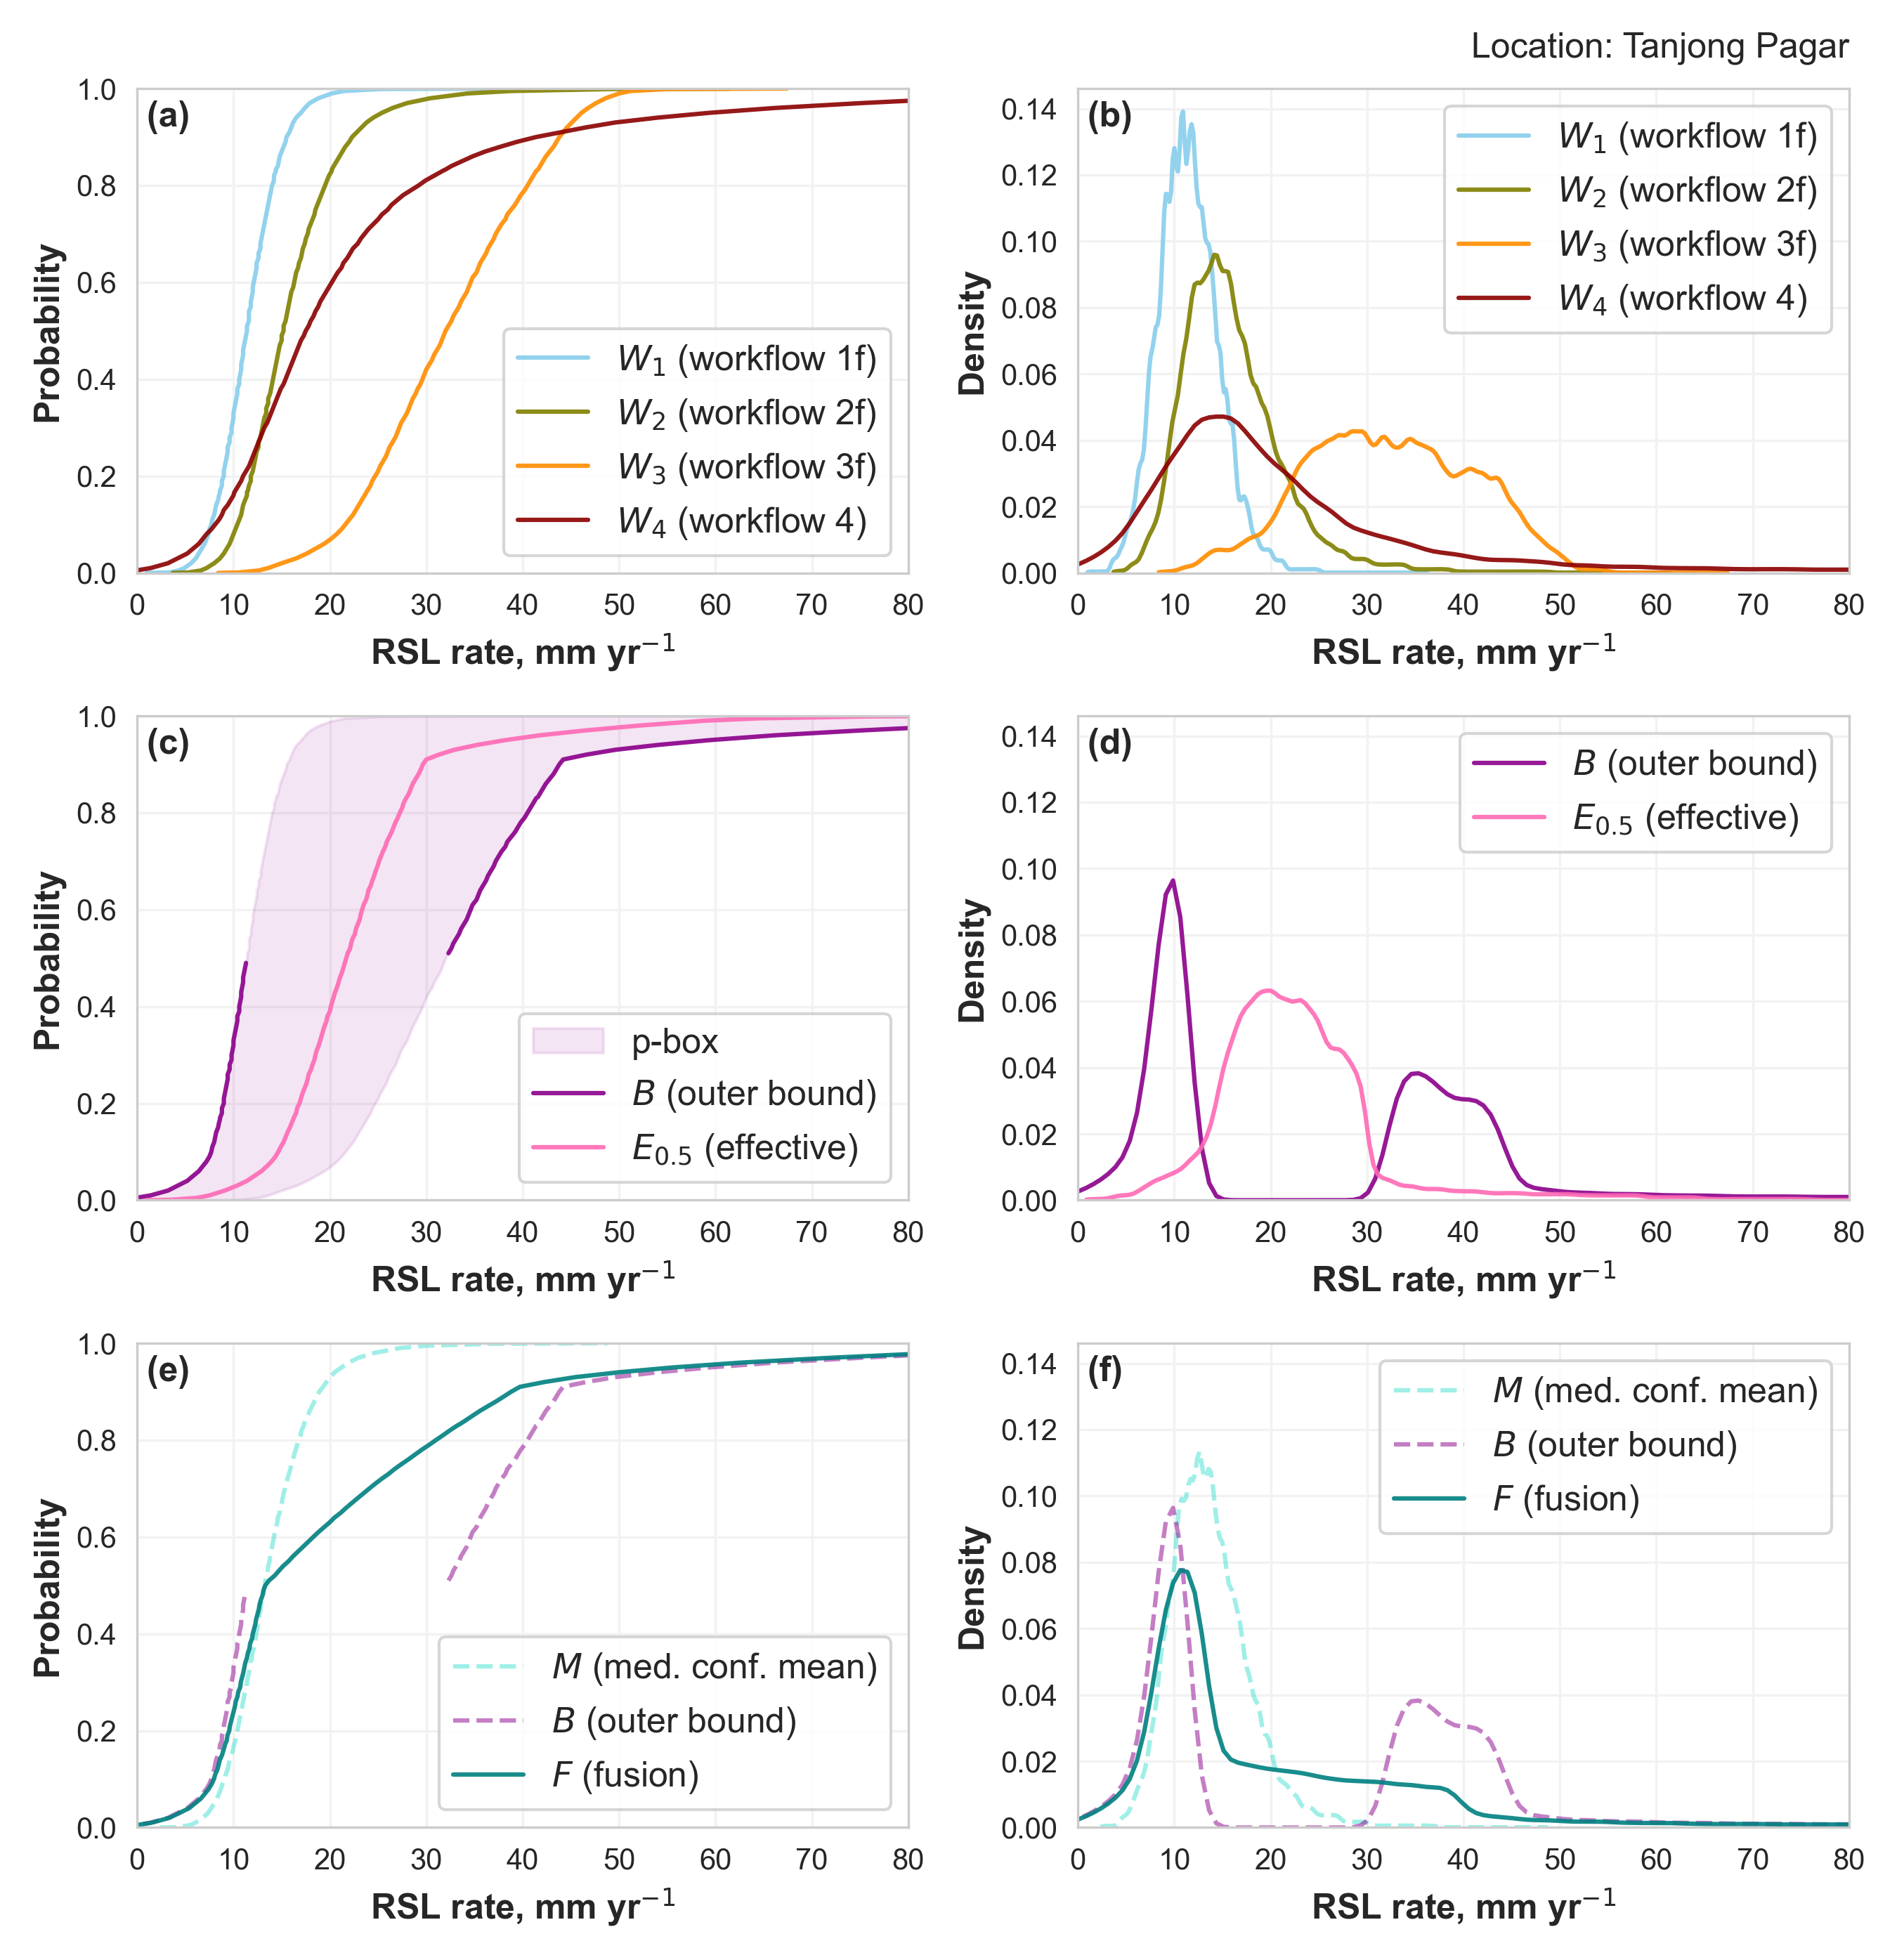 Location: Tanjong Pagar
(a)
1.0
0.8
0.6
0.4
0.2
0.0
Probability
W₁ (workflow 1f)
W₂ (workflow 2f)
W₃ (workflow 3f)
W₄ (workflow 4)
0 10 20 30 40 50 60 70 80
RSL rate, mm yr⁻¹
(b)
0.14
0.12
0.10
0.08
0.06
0.04
0.02
0.00
Density
W₁ (workflow 1f)
W₂ (workflow 2f)
W₃ (workflow 3f)
W₄ (workflow 4)
0 10 20 30 40 50 60 70 80
RSL rate, mm yr⁻¹
(c)
1.0
0.8
0.6
0.4
0.2
0.0
Probability
p-box
B (outer bound)
E₀.₅ (effective)
0 10 20 30 40 50 60 70 80
RSL rate, mm yr⁻¹
(d)
0.14
0.12
0.10
0.08
0.06
0.04
0.02
0.00
Density
B (outer bound)
E₀.₅ (effective)
0 10 20 30 40 50 60 70 80
RSL rate, mm yr⁻¹
(e)
1.0
0.8
0.6
0.4
0.2
0.0
Probability
M (med. conf. mean)
B (outer bound)
F (fusion)
0 10 20 30 40 50 60 70 80
RSL rate, mm yr⁻¹
(f)
0.14
0.12
0.10
0.08
0.06
0.04
0.02
0.00
Density
M (med. conf. mean)
B (outer bound)
F (fusion)
0 10 20 30 40 50 60 70 80
RSL rate, mm yr⁻¹